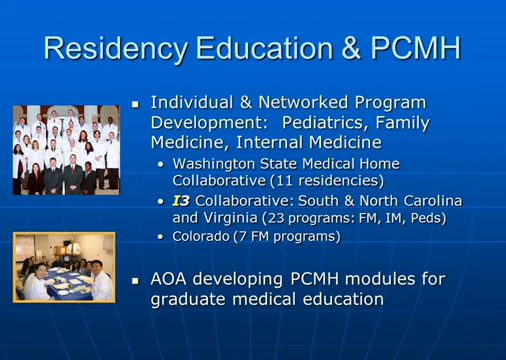 Residency Education & PCMH
Individual & Networked Program
Development: Pediatrics, Family
Medicine, Internal Medicine
Washington State Medical Home
Collaborative (11 residencies)
I3 Collaborative: South & North Carolina
and Virginia (23 programs: FM, IM, Peds)
Colorado (7 FM programs)
AOA developing PCMH modules for
graduate medical education